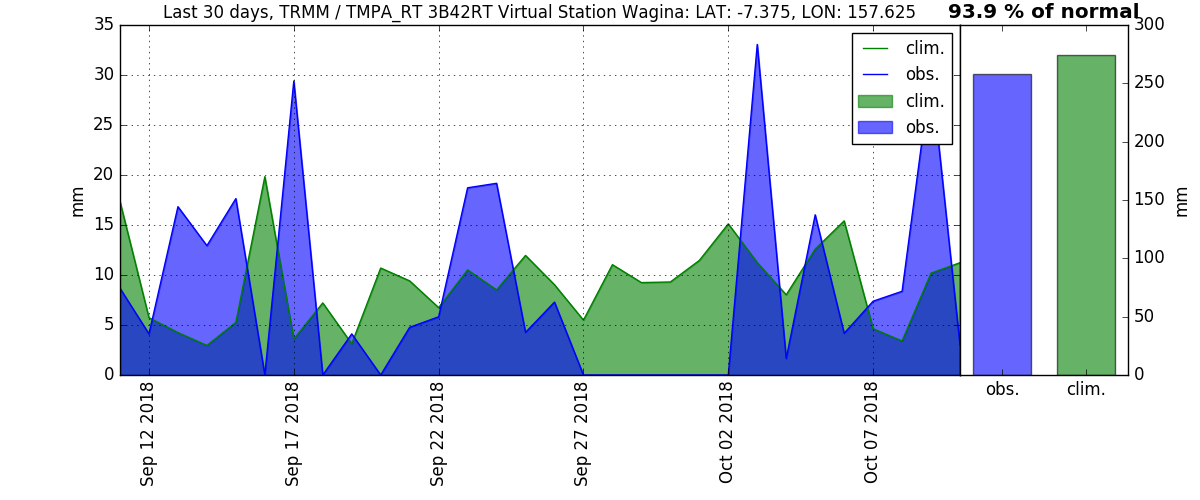 Last 30 days, TRMM / TMPA_RT 3B42RT Virtual Station Wagina: LAT: -7.375, LON: 157.625
93.9 % of normal
35
30
25
20
15
10
5
0
mm
clim.
obs.
clim.
obs.
300
250
200
150
100
50
0
mm
Sep 12 2018
Sep 17 2018
Sep 22 2018
Sep 27 2018
Oct 02 2018
Oct 07 2018
obs.
clim.